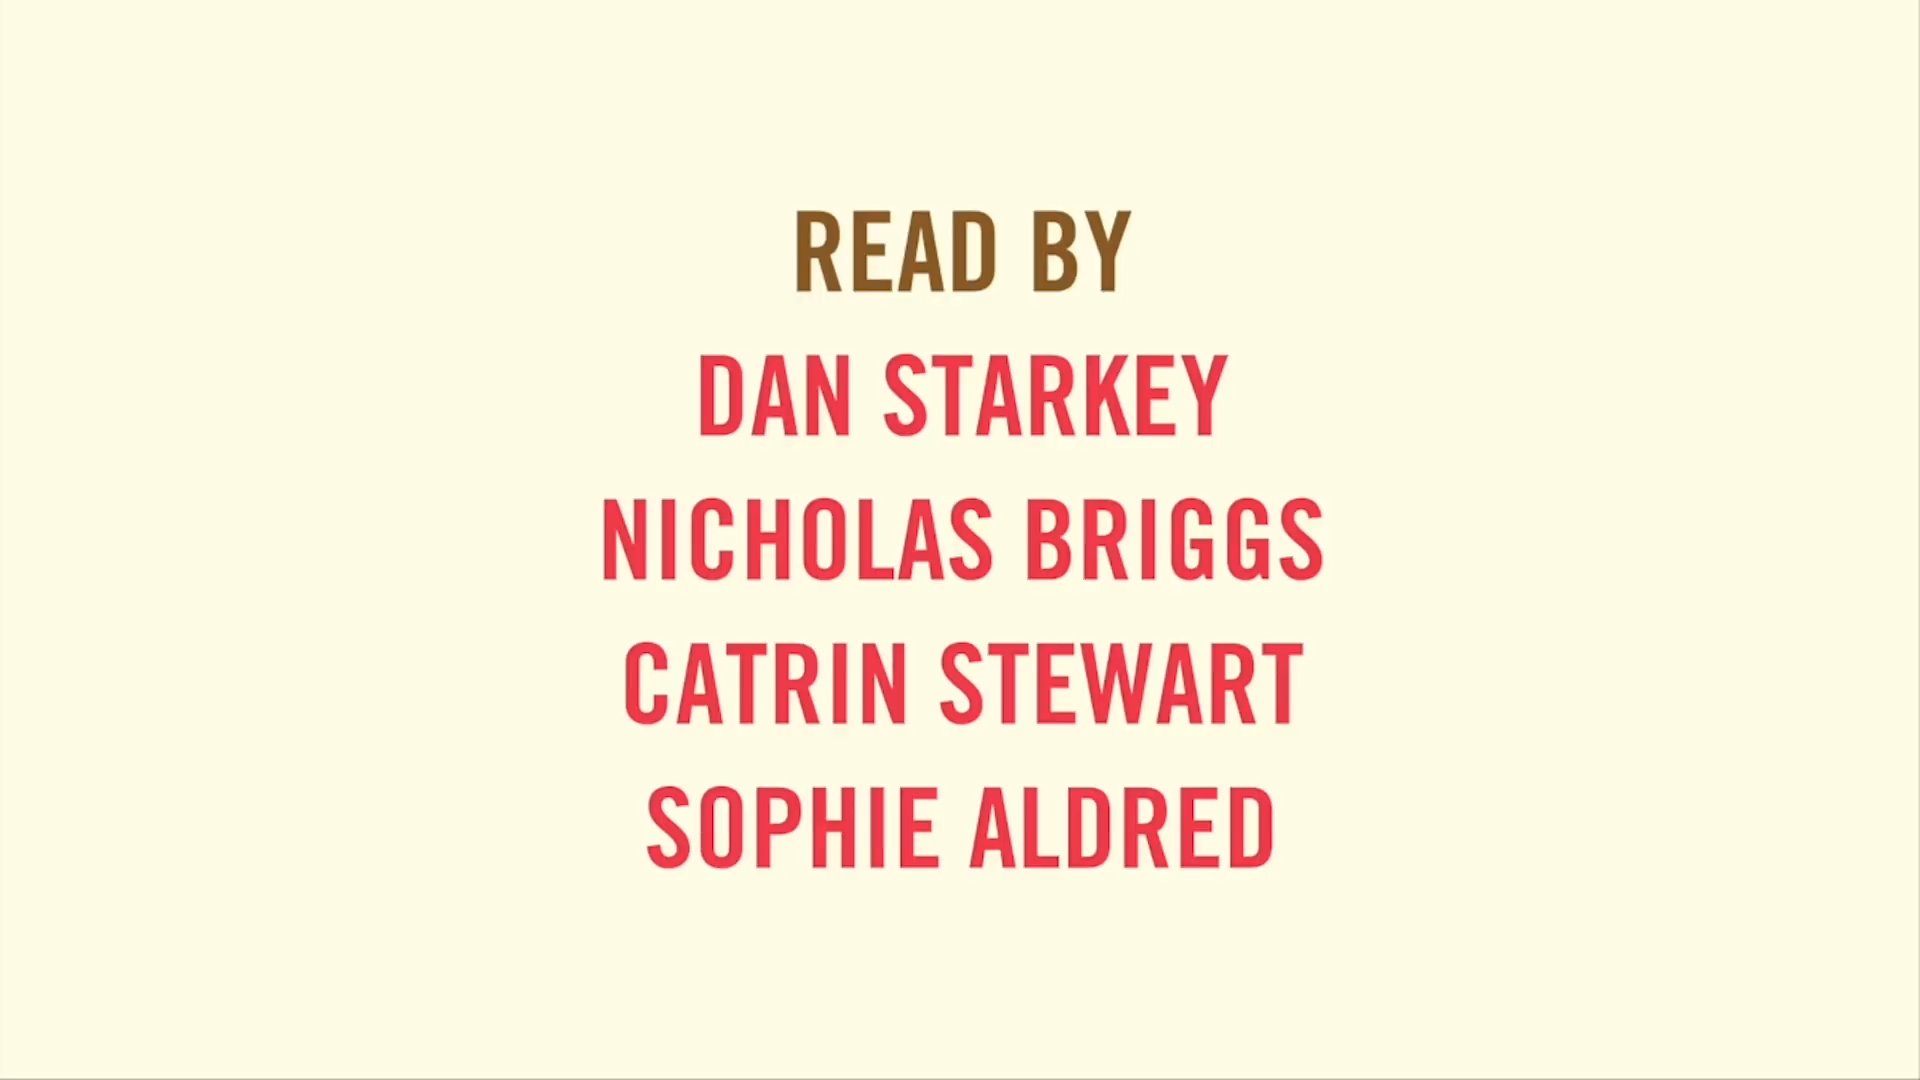 READ BY
DAN STARKEY
NICHOLAS BRIGGS
CATRIN STEWART
SOPHIE ALDRED